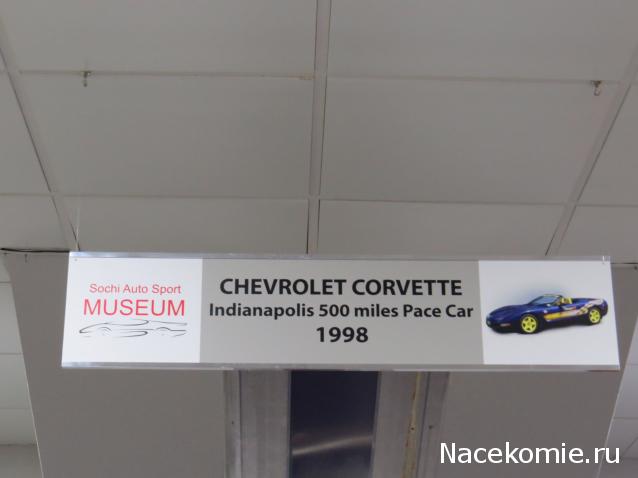 Sochi Auto Sport
MUSEUM
CHEVROLET CORVETTE
Indianapolis 500 miles Pace Car
1998
Nacekomie.ru